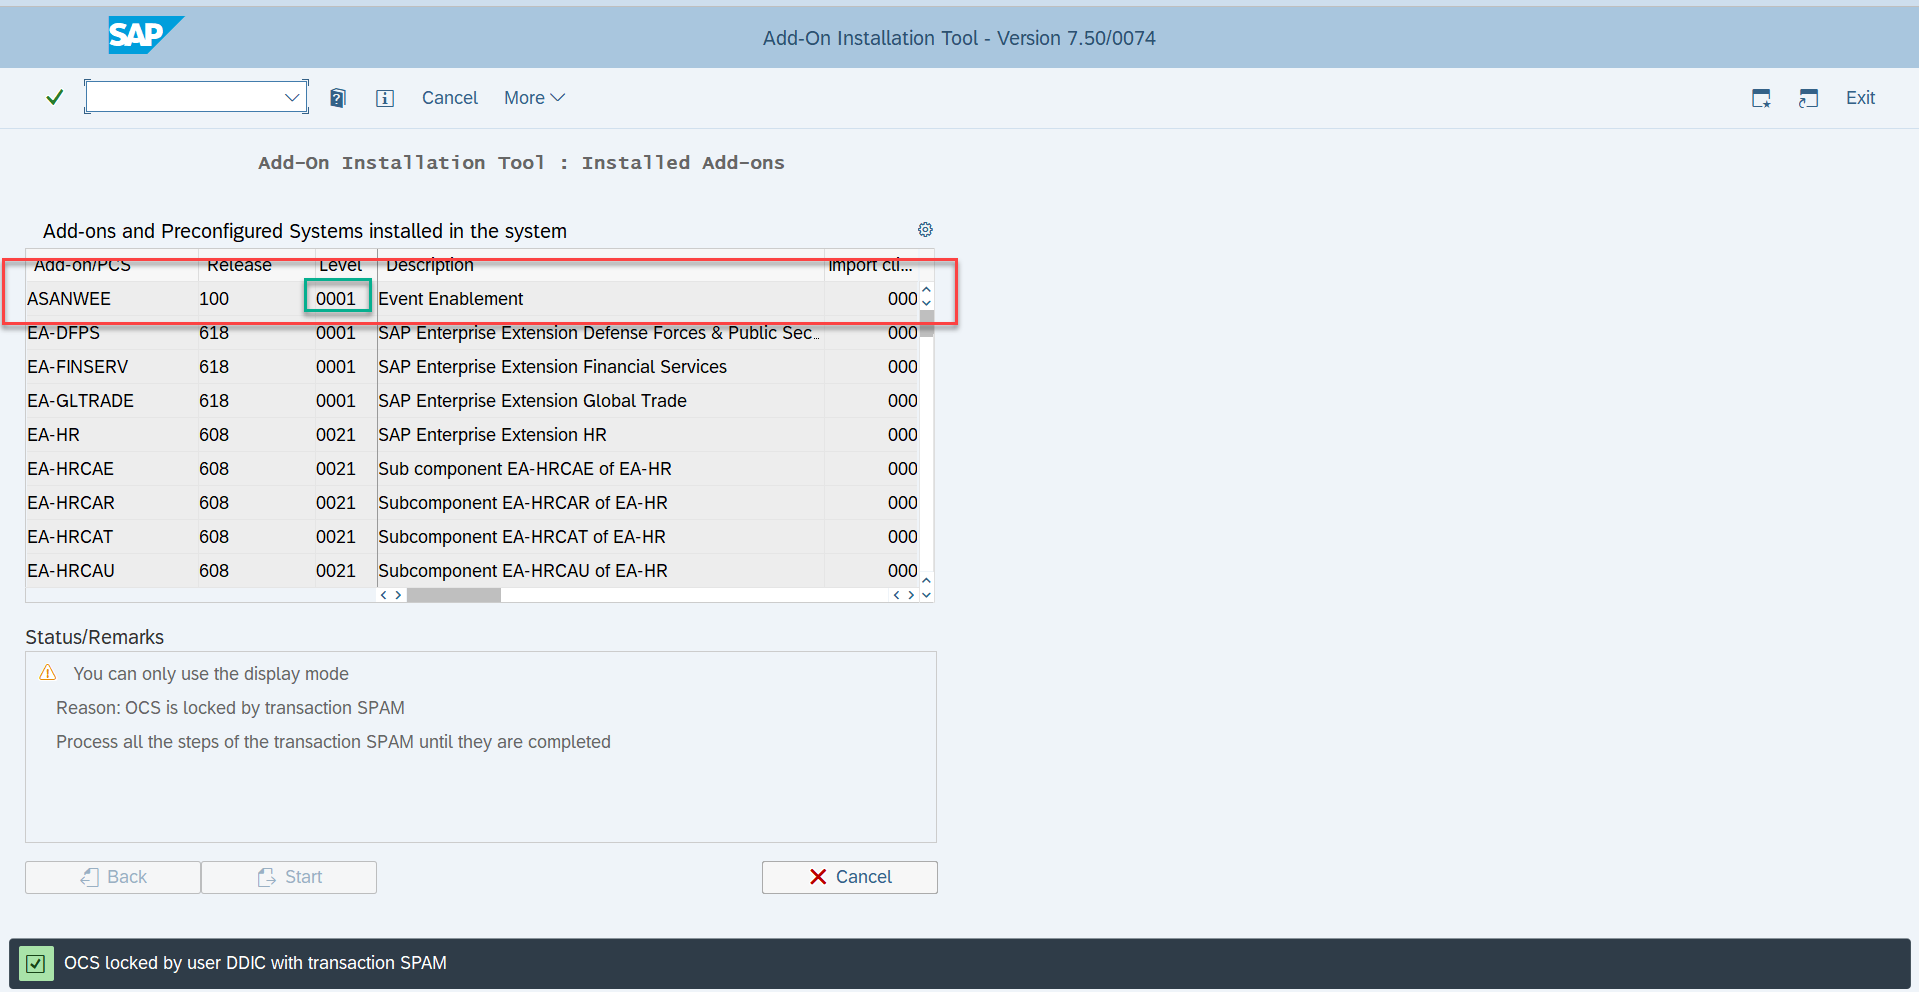 SAP
Add-On Installation Tool - Version 7.50/0074
Cancel More Exit
Add-On Installation Tool : Installed Add-ons
Add-ons and Preconfigured Systems installed in the system
Add-on/PCS Release Level Description Import cli...
ASANWEE 100 0001 Event Enablement 000
EA-DFPS 618 0001 SAP Enterprise Extension Defense Forces & Public Sec... 000
EA-FINSERV 618 0001 SAP Enterprise Extension Financial Services 000
EA-GLTRADE 618 0001 SAP Enterprise Extension Global Trade 000
EA-HR 608 0021 SAP Enterprise Extension HR 000
EA-HRCAE 608 0021 Sub component EA-HRCAE of EA-HR 000
EA-HRCAR 608 0021 Subcomponent EA-HRCAR of EA-HR 000
EA-HRCAT 608 0021 Subcomponent EA-HRCAT of EA-HR 000
EA-HRCAU 608 0021 Subcomponent EA-HRCAU of EA-HR 000
Status/Remarks
You can only use the display mode
Reason: OCS is locked by transaction SPAM
Process all the steps of the transaction SPAM until they are completed
Back Start Cancel
OCS locked by user DDIC with transaction SPAM